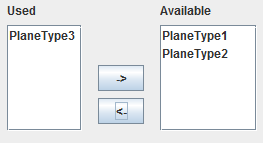 Used
Available
PlaneType3
PlaneType1
PlaneType2
->
<-